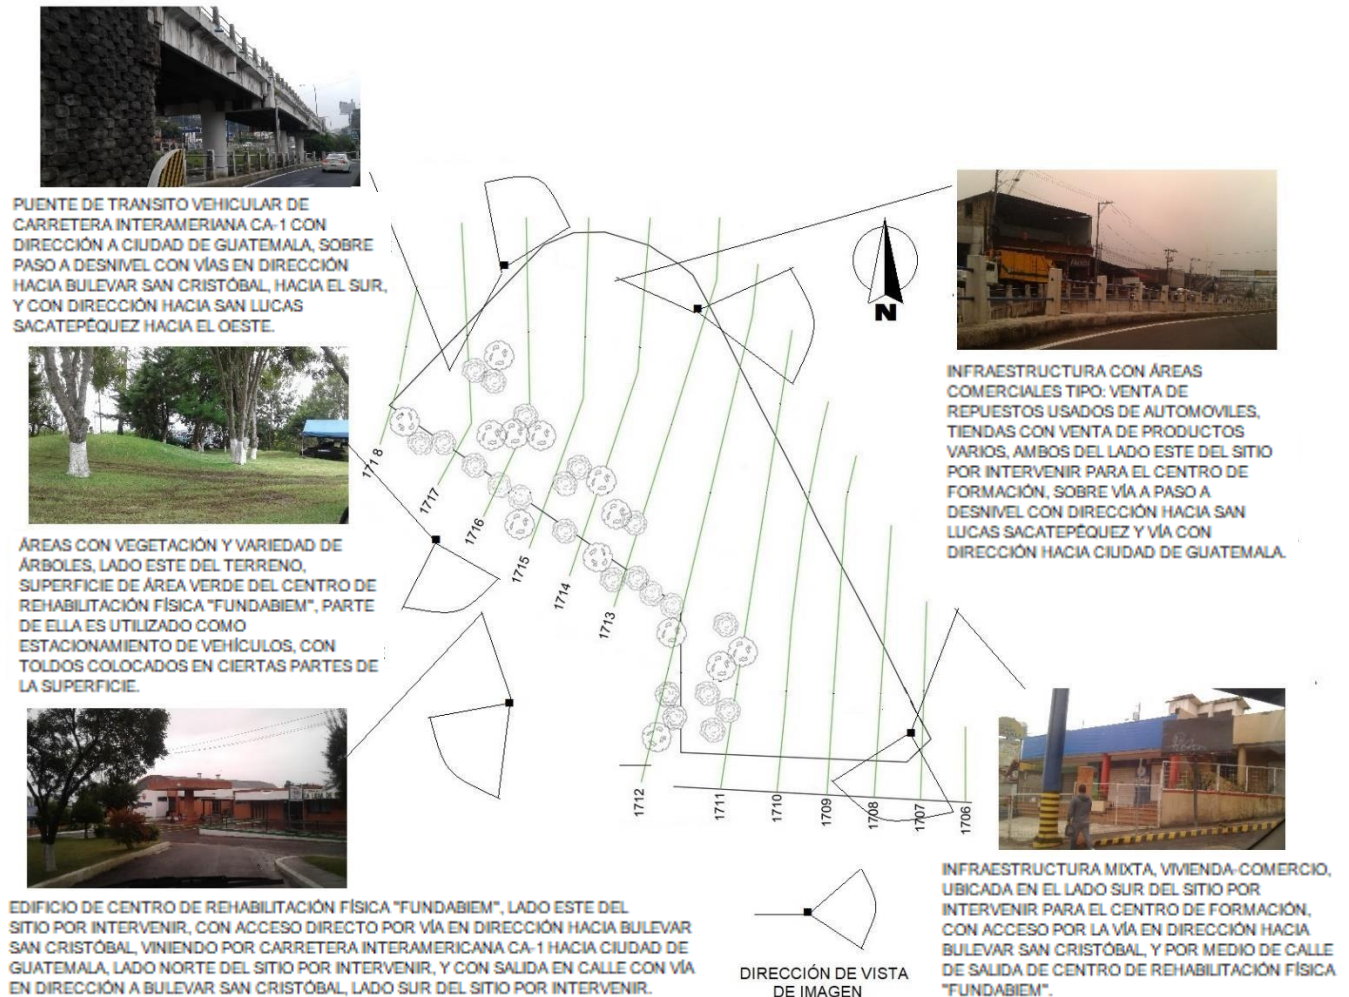 PUENTE DE TRANSITO VEHICULAR DE
CARRETERA INTERAMERIANA CA-1 CON
DIRECCIÓN A CIUDAD DE GUATEMALA, SOBRE
PASO A DESNIVEL CON VÍAS EN DIRECCIÓN
HACIA BULEVAR SAN CRISTÓBAL, HACIA EL SUR,
Y CON DIRECCIÓN HACIA SAN LUCAS
SACATEPÉQUEZ HACIA EL OESTE.
ÁREAS CON VEGETACIÓN Y VARIEDAD DE
ÁRBOLES, LADO ESTE DEL TERRENO,
SUPERFICIE DE ÁREA VERDE DEL CENTRO DE
REHABILITACIÓN FÍSICA "FUNDABIEM", PARTE
DE ELLA ES UTILIZADO COMO
ESTACIONAMIENTO DE VEHÍCULOS, CON
TOLDOS COLOCADOS EN CIERTAS PARTES DE
LA SUPERFICIE.
EDIFICIO DE CENTRO DE REHABILITACIÓN FÍSICA "FUNDABIEM", LADO ESTE DEL
SITIO POR INTERVENIR, CON ACCESO DIRECTO POR VÍA EN DIRECCIÓN HACIA BULEVAR
SAN CRISTÓBAL, VINIENDO POR CARRETERA INTERAMERICANA CA-1 HACIA CIUDAD DE
GUATEMALA, LADO NORTE DEL SITIO POR INTERVENIR, Y CON SALIDA EN CALLE CON VÍA
EN DIRECCIÓN A BULEVAR SAN CRISTÓBAL, LADO SUR DEL SITIO POR INTERVENIR.
1718
1717
1716
1715
1714
1713
1712
1711
1710
1709
1708
1707
1706
N
DIRECCIÓN DE VISTA
DE IMAGEN
INFRAESTRUCTURA CON ÁREAS
COMERCIALES TIPO: VENTA DE
REPUESTOS USADOS DE AUTOMOVILES,
TIENDAS CON VENTA DE PRODUCTOS
VARIOS, AMBOS DEL LADO ESTE DEL SITIO
POR INTERVENIR PARA EL CENTRO DE
FORMACIÓN, SOBRE VÍA A PASO A
DESNIVEL CON DIRECCIÓN HACIA SAN
LUCAS SACATEPÉQUEZ Y VÍA CON
DIRECCIÓN HACIA CIUDAD DE GUATEMALA.
INFRAESTRUCTURA MIXTA, VIVIENDA-COMERCIO,
UBICADA EN EL LADO SUR DEL SITIO POR
INTERVENIR PARA EL CENTRO DE FORMACIÓN,
CON ACCESO POR LA VÍA EN DIRECCIÓN HACIA
BULEVAR SAN CRISTÓBAL, Y POR MEDIO DE CALLE
DE SALIDA DE CENTRO DE REHABILITACIÓN FÍSICA
"FUNDABIEM".